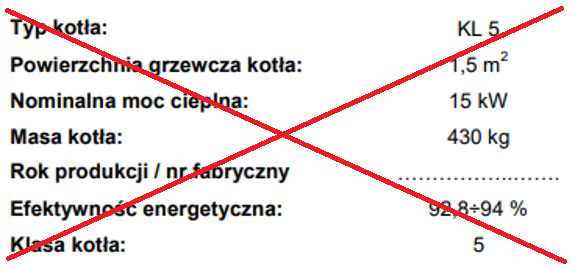 Typ kotła: KL 5
Powierzchnia grzewcza kotła: 1,5 m²
Nominalna moc cieplna: 15 kW
Masa kotła: 430 kg
Rok produkcji / nr fabryczny ……………..…….
Efektywność energetyczna: 92,8÷94 %
Klasa kotła: 5